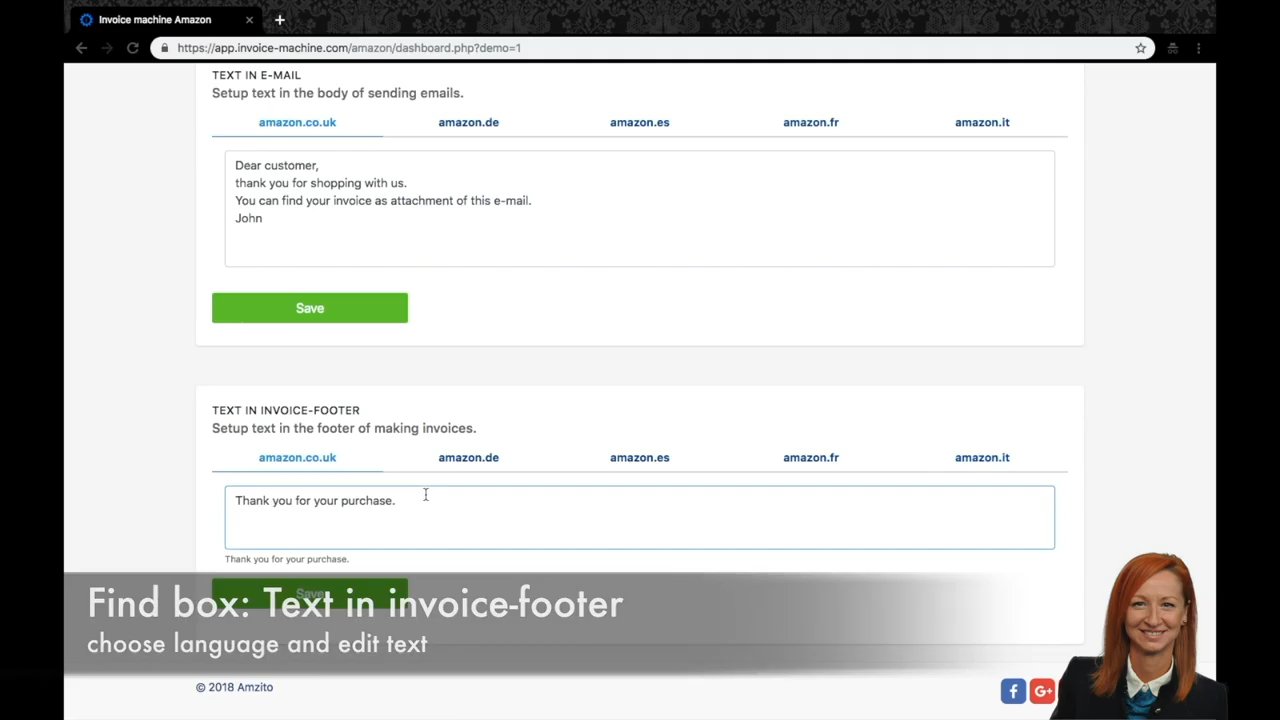 Invoice machine Amazon
https://app.invoice-machine.com/amazon/dashboard.php?demo=1
TEXT IN E-MAIL
Setup text in the body of sending emails.
amazon.co.uk amazon.de amazon.es amazon.fr amazon.it
Dear customer,
thank you for shopping with us.
You can find your invoice as attachment of this e-mail.
John
Save
TEXT IN INVOICE-FOOTER
Setup text in the footer of making invoices.
amazon.co.uk amazon.de amazon.es amazon.fr amazon.it
Thank you for your purchase.
Thank you for your purchase.
Save
Find box: Text in invoice-footer
choose language and edit text
© 2018 Amzito
f G+